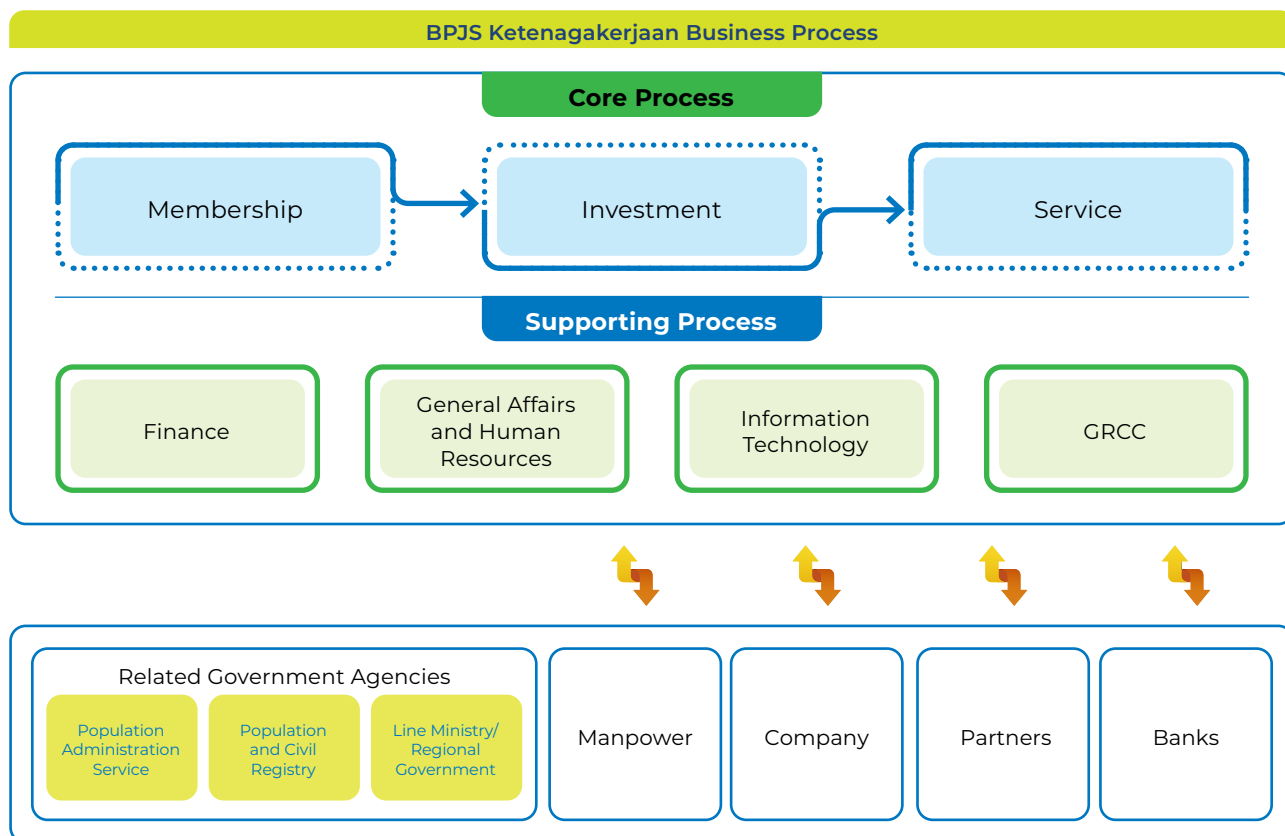 BPJS Ketenagakerjaan Business Process
Core Process
Membership
Investment
Service
Supporting Process
Finance
General Affairs
and Human
Resources
Information
Technology
GRCC
Related Government Agencies
Population
Administration
Service
Population
and Civil
Registry
Line Ministry/
Regional
Government
Manpower
Company
Partners
Banks